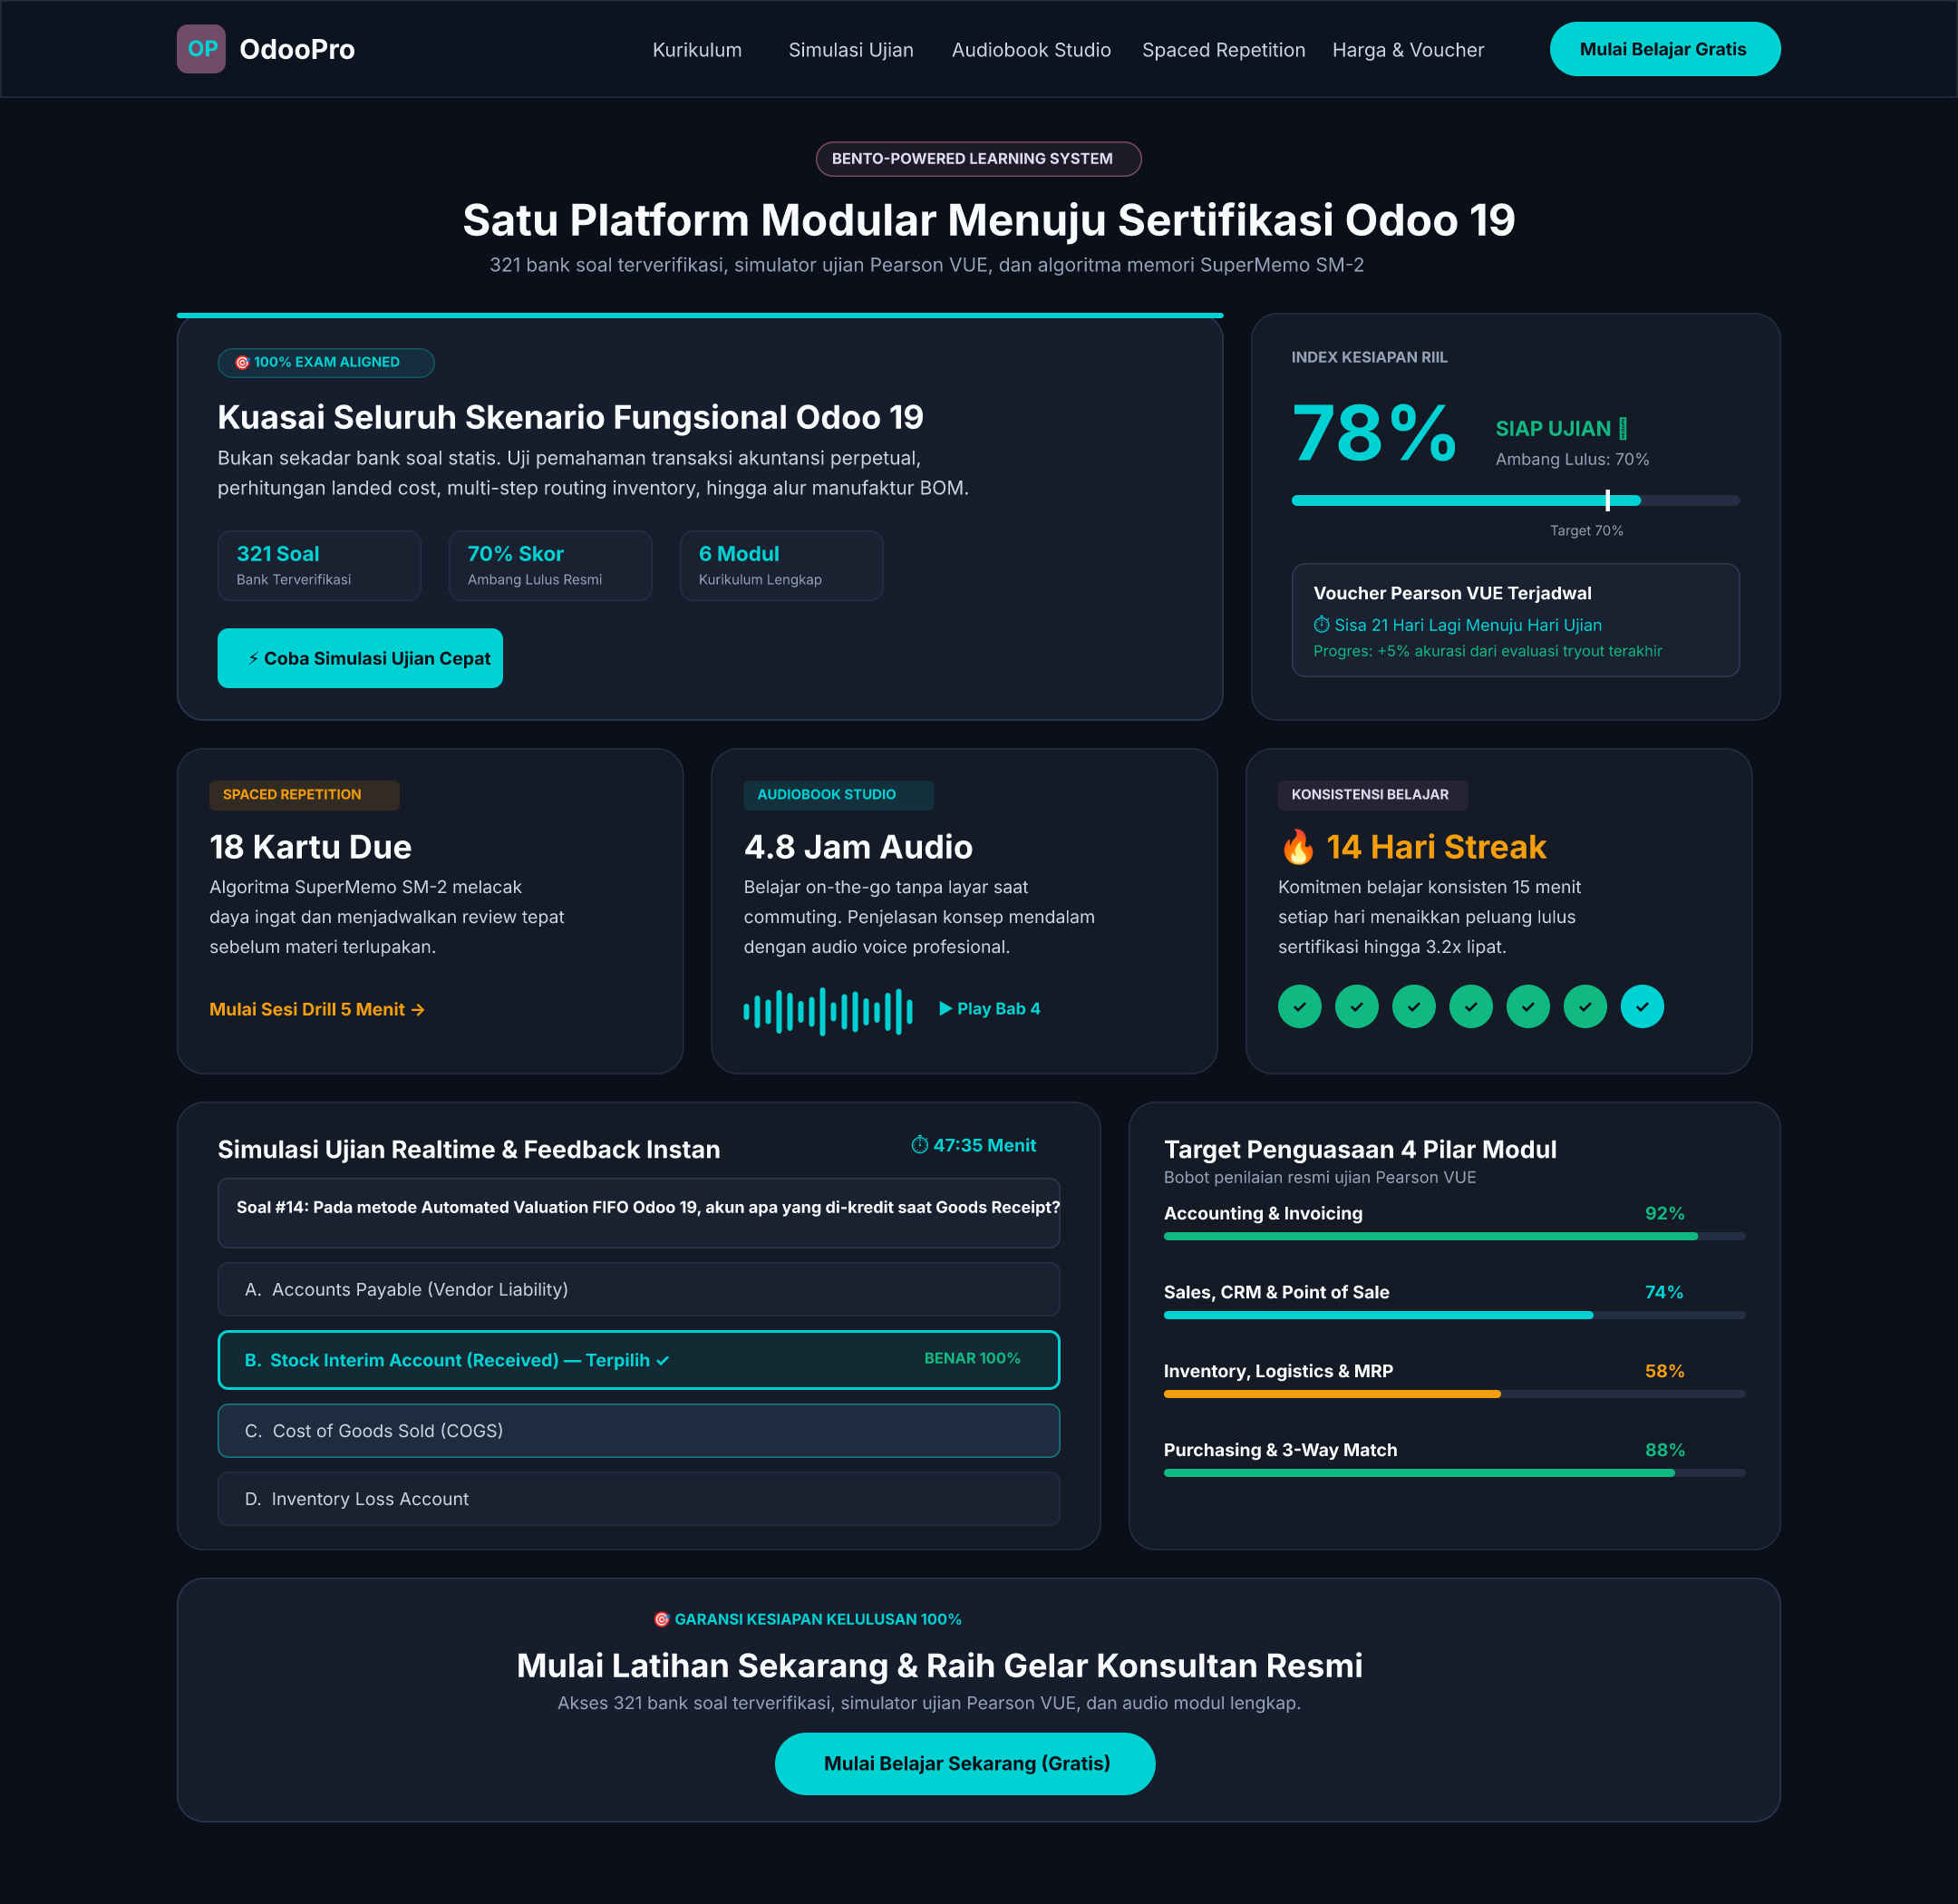 OP OdooPro
Kurikulum Simulasi Ujian Audiobook Studio Spaced Repetition Harga & Voucher
Mulai Belajar Gratis
BENTO-POWERED LEARNING SYSTEM
Satu Platform Modular Menuju Sertifikasi Odoo 19
321 bank soal terverifikasi, simulator ujian Pearson VUE, dan algoritma memori SuperMemo SM-2
🎯 100% EXAM ALIGNED
Kuasai Seluruh Skenario Fungsional Odoo 19
Bukan sekadar bank soal statis. Uji pemahaman transaksi akuntansi perpetual,
perhitungan landed cost, multi-step routing inventory, hingga alur manufaktur BOM.
321 Soal
Bank Terverifikasi
70% Skor
Ambang Lulus Resmi
6 Modul
Kurikulum Lengkap
⚡ Coba Simulasi Ujian Cepat
INDEX KESIAPAN RIIL
78%
SIAP UJIAN
Ambang Lulus: 70%
Target 70%
Voucher Pearson VUE Terjadwal
⏱ Sisa 21 Hari Lagi Menuju Hari Ujian
Progres: +5% akurasi dari evaluasi tryout terakhir
SPACED REPETITION
18 Kartu Due
Algoritma SuperMemo SM-2 melacak
daya ingat dan menjadwalkan review tepat
sebelum materi terlupakan.
Mulai Sesi Drill 5 Menit →
AUDIOBOOK STUDIO
4.8 Jam Audio
Belajar on-the-go tanpa layar saat
commuting. Penjelasan konsep mendalam
dengan audio voice profesional.
▶ Play Bab 4
KONSISTENSI BELAJAR
🔥 14 Hari Streak
Komitmen belajar konsisten 15 menit
setiap hari menaikkan peluang lulus
sertifikasi hingga 3.2x lipat.
✓ ✓ ✓ ✓ ✓ ✓ ✓
Simulasi Ujian Realtime & Feedback Instan
⏱ 47:35 Menit
Soal #14: Pada metode Automated Valuation FIFO Odoo 19, akun apa yang di-kredit saat Goods Receipt?
A. Accounts Payable (Vendor Liability)
B. Stock Interim Account (Received) — Terpilih ✓
BENAR 100%
C. Cost of Goods Sold (COGS)
D. Inventory Loss Account
Target Penguasaan 4 Pilar Modul
Bobot penilaian resmi ujian Pearson VUE
Accounting & Invoicing 92%
Sales, CRM & Point of Sale 74%
Inventory, Logistics & MRP 58%
Purchasing & 3-Way Match 88%
🎯 GARANSI KESIAPAN KELULUSAN 100%
Mulai Latihan Sekarang & Raih Gelar Konsultan Resmi
Akses 321 bank soal terverifikasi, simulator ujian Pearson VUE, dan audio modul lengkap.
Mulai Belajar Sekarang (Gratis)